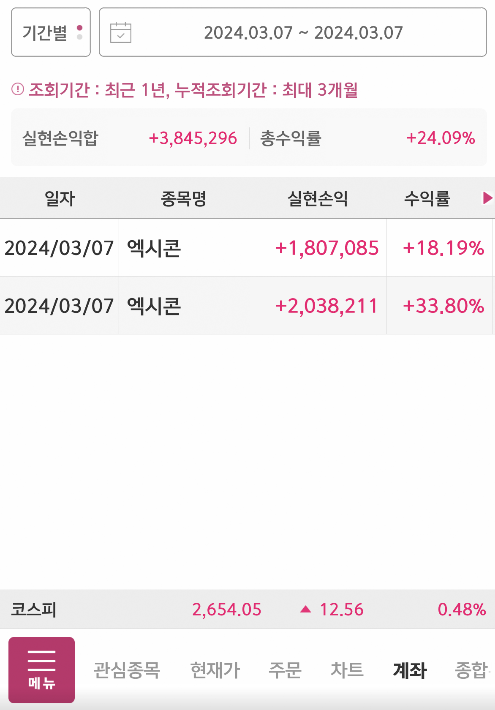 기간별 2024.03.07 ~ 2024.03.07
조회기간 : 최근 1년, 누적조회기간 : 최대 3개월
실현손익합 +3,845,296 총수익률 +24.09%
일자 종목명 실현손익 수익률
2024/03/07 엑시콘 +1,807,085 +18.19%
2024/03/07 엑시콘 +2,038,211 +33.80%
코스피 2,654.05 ▲ 12.56 0.48%
메뉴 관심종목 현재가 주문 차트 계좌 종합